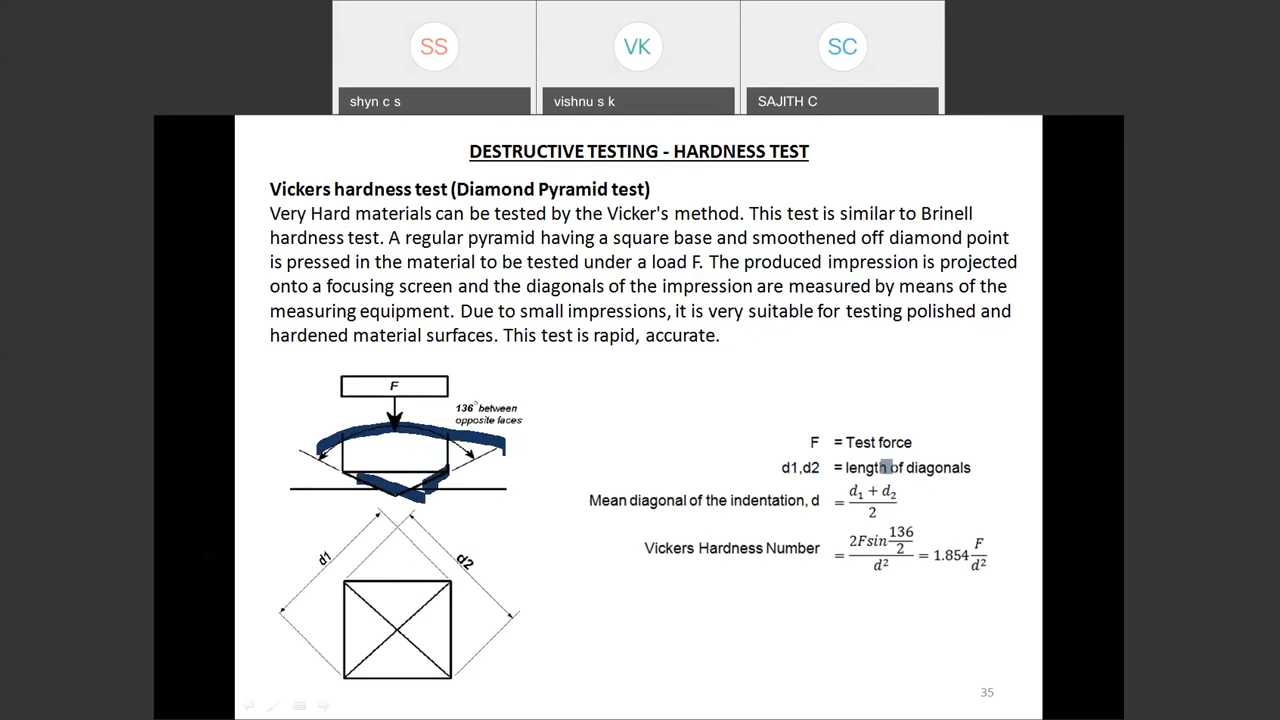 SS
VK
SC
shyn c s
vishnu s k
SAJITH C
DESTRUCTIVE TESTING - HARDNESS TEST
Vickers hardness test (Diamond Pyramid test)
Very Hard materials can be tested by the Vicker's method. This test is similar to Brinell
hardness test. A regular pyramid having a square base and smoothened off diamond point
is pressed in the material to be tested under a load F. The produced impression is projected
onto a focusing screen and the diagonals of the impression are measured by means of the
measuring equipment. Due to small impressions, it is very suitable for testing polished and
hardened material surfaces. This test is rapid, accurate.
F
136° between
opposite faces
d1
d2
F = Test force
d1,d2 = length of diagonals
Mean diagonal of the indentation, d = (d₁ + d₂)/2
Vickers Hardness Number = 2Fsin(136/2)/d² = 1.854 F/d²
35